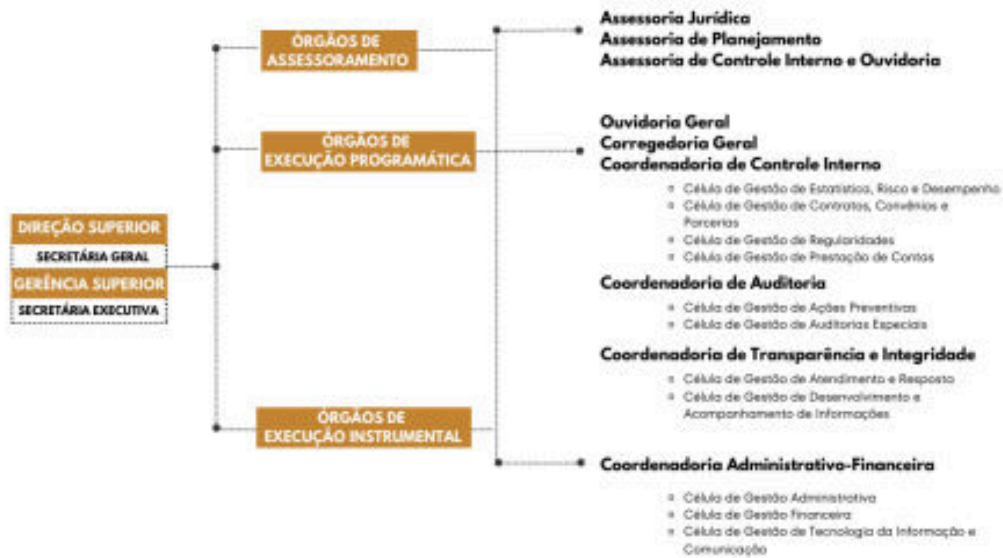 DIREÇÃO SUPERIOR
SECRETÁRIA GERAL
GERÊNCIA SUPERIOR
SECRETÁRIA EXECUTIVA
ÓRGÃOS DE
ASSESSORAMENTO
Assessoria Jurídica
Assessoria de Planejamento
Assessoria de Controle Interno e Ouvidoria
ÓRGÃOS DE
EXECUÇÃO PROGRAMÁTICA
Ouvidoria Geral
Corregedoria Geral
Coordenadoria de Controle Interno
Célula de Gestão de Estatística, Risco e Desempenho
Célula de Gestão de Contratos, Convênios e
Parcerias
Célula de Gestão de Regularidades
Célula de Gestão de Prestação de Contas
Coordenadoria de Auditoria
Célula de Gestão de Ações Preventivas
Célula de Gestão de Auditorias Especiais
Coordenadoria de Transparência e Integridade
Célula de Gestão de Atendimento e Resposta
Célula de Gestão de Desenvolvimento e
Acompanhamento de Informações
ÓRGÃOS DE
EXECUÇÃO INSTRUMENTAL
Coordenadoria Administrativo-Financeira
Célula de Gestão Administrativa
Célula de Gestão Financeira
Célula de Gestão de Tecnologia da Informação e
Comunicação